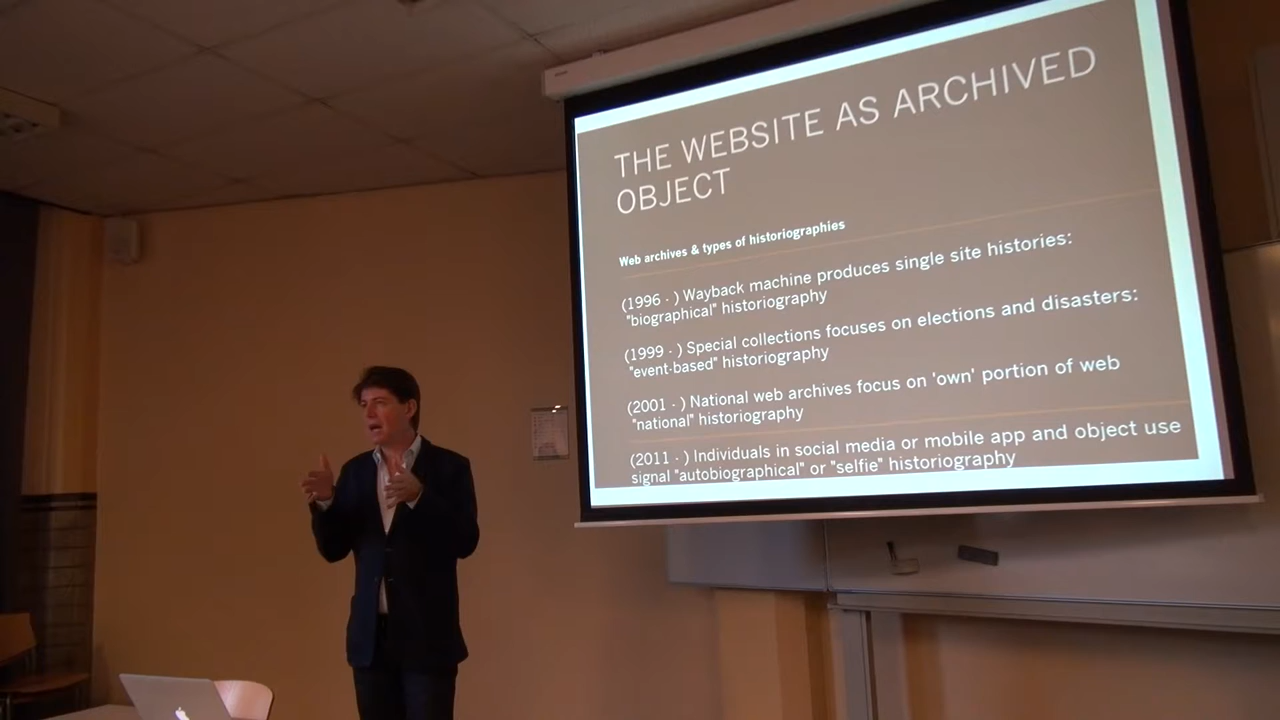 THE WEBSITE AS ARCHIVED
OBJECT
Web archives & types of historiographies
(1996 - ) Wayback machine produces single site histories:
"biographical" historiography
(1999 - ) Special collections focuses on elections and disasters:
"event-based" historiography
(2001 - ) National web archives focus on 'own' portion of web
"national" historiography
(2011 - ) Individuals in social media or mobile app and object use
signal "autobiographical" or "selfie" historiography